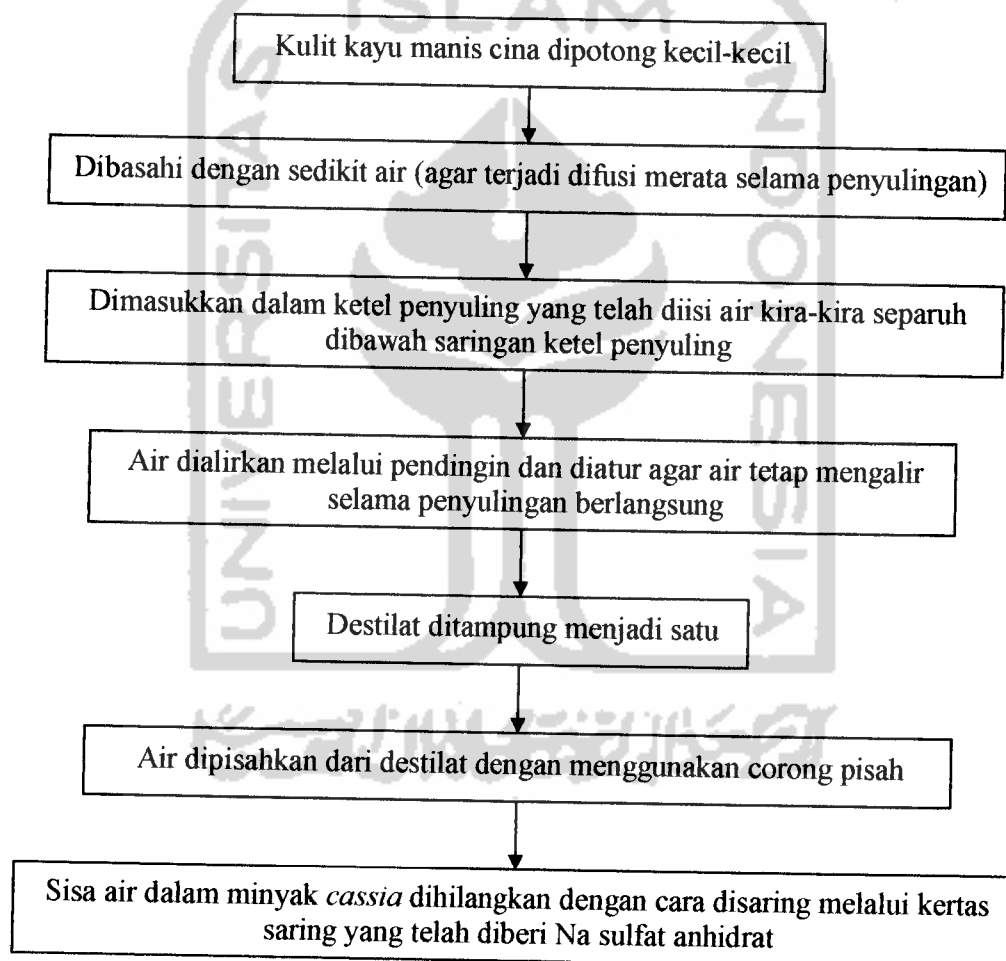 ISLAM
UNIVERSITAS
INDONESIA
Kulit kayu manis cina dipotong kecil-kecil
Dibasahi dengan sedikit air (agar terjadi difusi merata selama penyulingan)
Dimasukkan dalam ketel penyuling yang telah diisi air kira-kira separuh
dibawah saringan ketel penyuling
Air dialirkan melalui pendingin dan diatur agar air tetap mengalir
selama penyulingan berlangsung
Destilat ditampung menjadi satu
Air dipisahkan dari destilat dengan menggunakan corong pisah
Sisa air dalam minyak cassia dihilangkan dengan cara disaring melalui kertas
saring yang telah diberi Na sulfat anhidrat